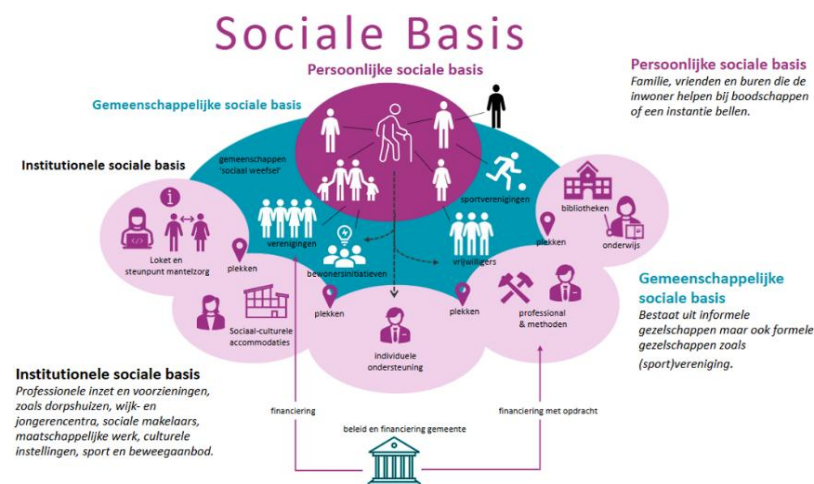 Sociale Basis
Persoonlijke sociale basis
Persoonlijke sociale basis
Familie, vrienden en buren die de
inwoner helpen bij boodschappen
of een instantie bellen.
Gemeenschappelijke sociale basis
Institutionele sociale basis
gemeenschappen
'sociaal weefsel'
sportverenigingen
bibliotheken
onderwijs
plekken
verenigingen
bewonersinitiatieven
vrijwilligers
Loket en
steunpunt mantelzorg
plekken
Sociaal-culturele
accommodaties
plekken
individuele
ondersteuning
plekken
professional
& methoden
Gemeenschappelijke
sociale basis
Bestaat uit informele
gezelschappen maar ook formele
gezelschappen zoals
(sport)vereniging.
Institutionele sociale basis
Professionele inzet en voorzieningen,
zoals dorpshuizen, wijk- en
jongerencentra, sociale makelaars,
maatschappelijke werk, culturele
instellingen, sport en beweegaanbod.
financiering
financiering met opdracht
beleid en financiering gemeente